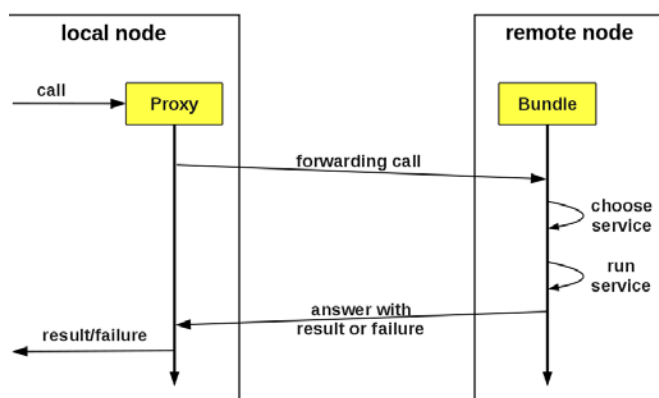 local node
remote node
call
Proxy
Bundle
forwarding call
choose
service
run
service
answer with
result or failure
result/failure